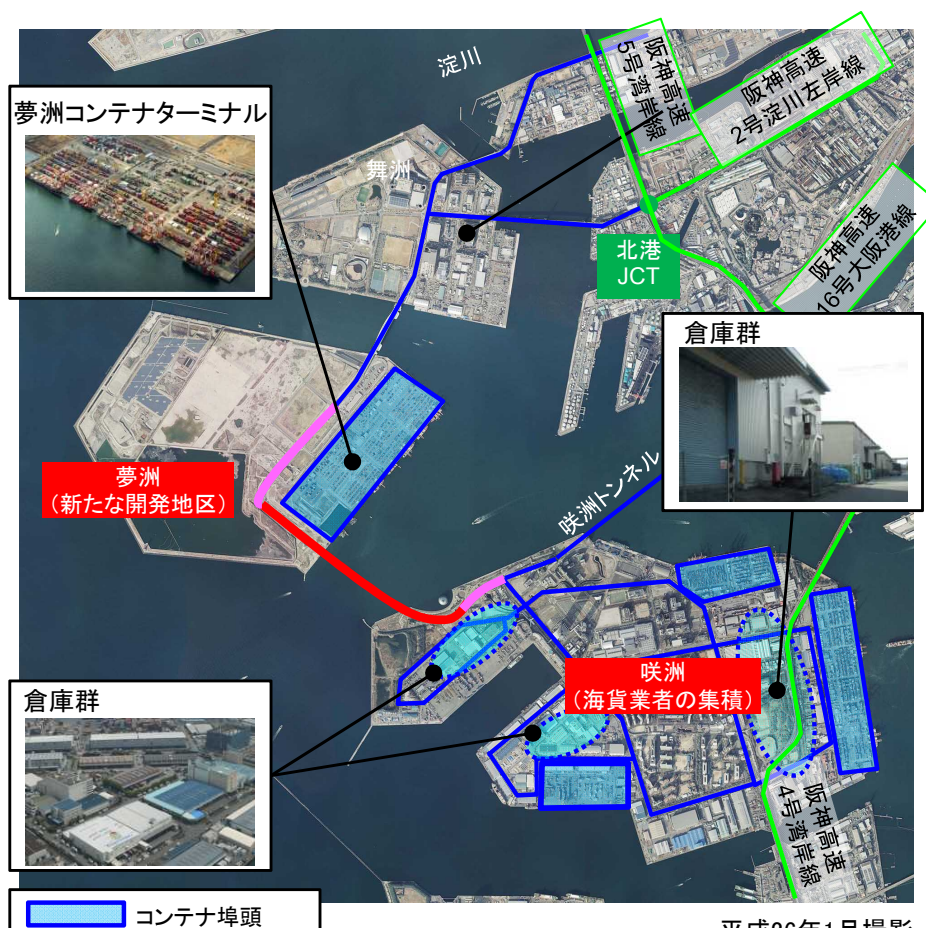 淀川
阪神高速
5号湾岸線
阪神高速
2号淀川左岸線
夢洲コンテナターミナル
舞洲
阪神高速
16号大阪港線
北港
JCT
倉庫群
夢洲
(新たな開発地区)
咲洲トンネル
咲洲
(海貨業者の集積)
倉庫群
阪神高速
4号湾岸線
コンテナ埠頭